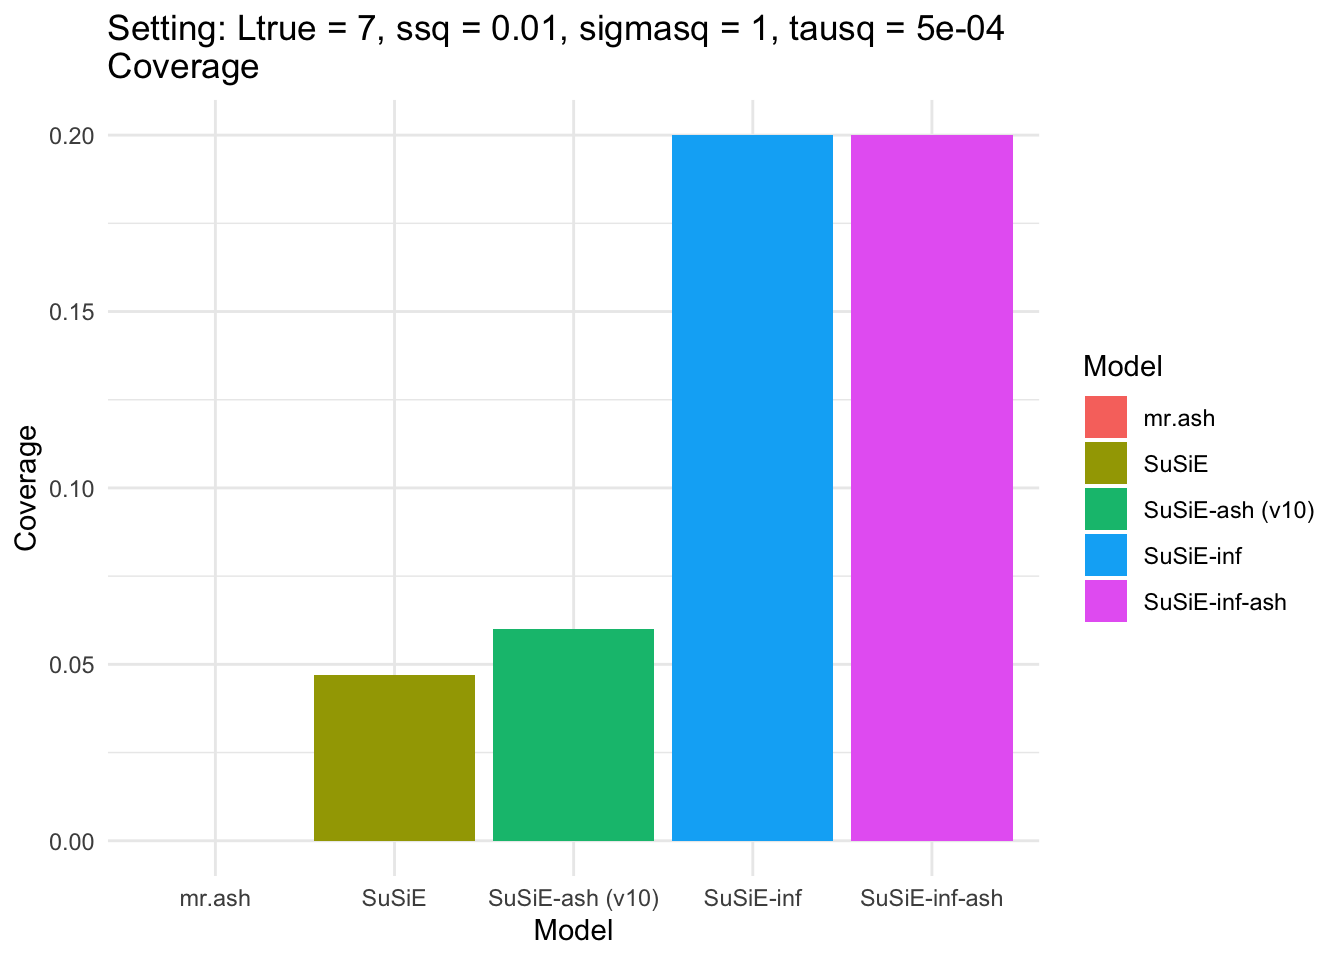 Setting: Ltrue = 7, ssq = 0.01, sigmasq = 1, tausq = 5e-04
Coverage
0.20
0.15
0.10
0.05
0.00
Coverage
mr.ash
SuSiE
SuSiE-ash (v10)
SuSiE-inf
SuSiE-inf-ash
Model
Model
mr.ash
SuSiE
SuSiE-ash (v10)
SuSiE-inf
SuSiE-inf-ash